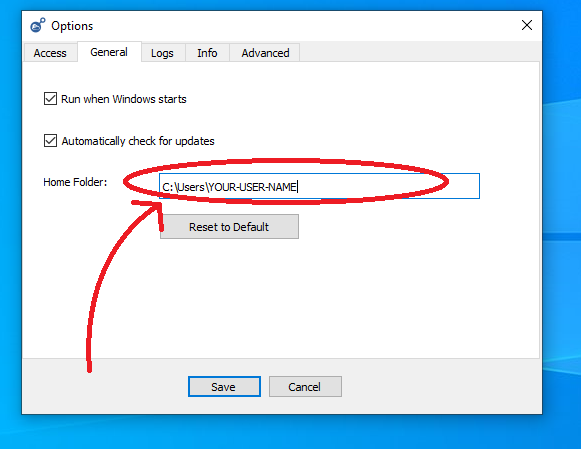 Options
Access General Logs Info Advanced
Run when Windows starts
Automatically check for updates
Home Folder: C:\Users\YOUR-USER-NAME
Reset to Default
Save Cancel